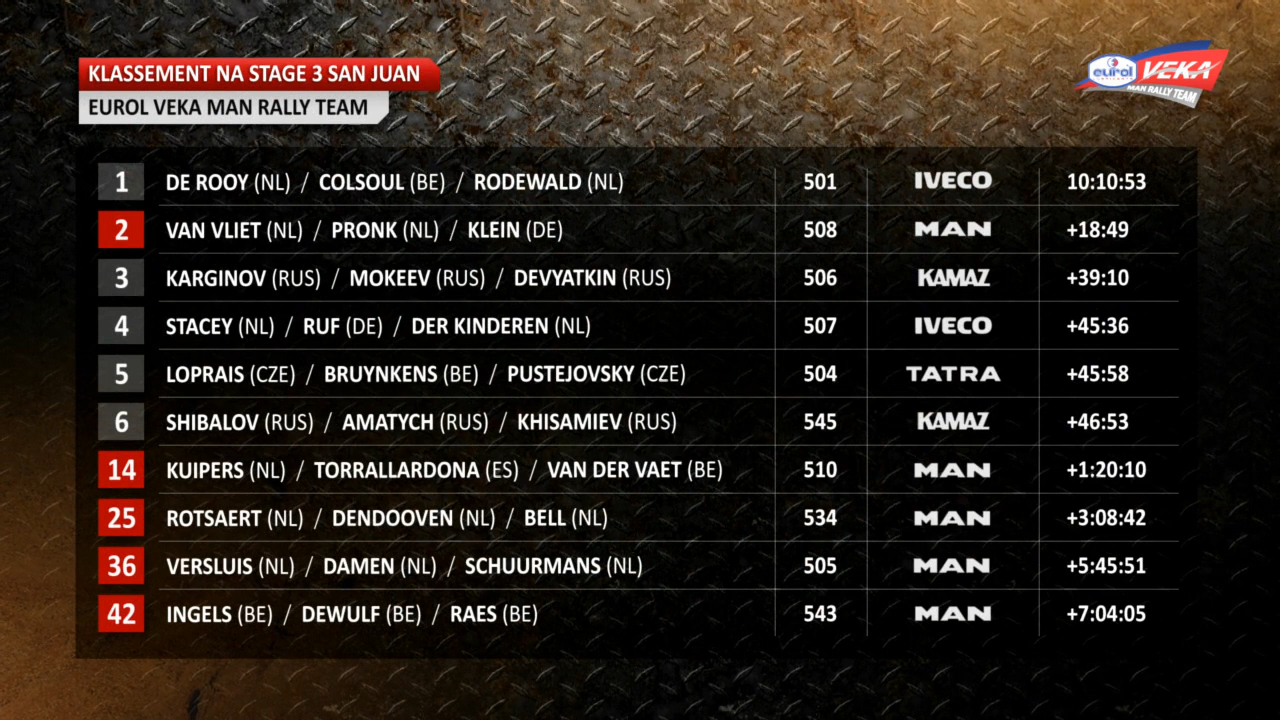 KLASSEMENT NA STAGE 3 SAN JUAN
EUROL VEKA MAN RALLY TEAM
eurol VEKA
MAN RALLY TEAM
1 DE ROOY (NL) / COLSOUL (BE) / RODEWALD (NL) 501 IVECO 10:10:53
2 VAN VLIET (NL) / PRONK (NL) / KLEIN (DE) 508 MAN +18:49
3 KARGINOV (RUS) / MOKEEV (RUS) / DEVYATKIN (RUS) 506 KAMAZ +39:10
4 STACEY (NL) / RUF (DE) / DER KINDEREN (NL) 507 IVECO +45:36
5 LOPRAIS (CZE) / BRUYNKENS (BE) / PUSTEJOVSKY (CZE) 504 TATRA +45:58
6 SHIBALOV (RUS) / AMATYCH (RUS) / KHISAMIEV (RUS) 545 KAMAZ +46:53
14 KUIPERS (NL) / TORRALLARDONA (ES) / VAN DER VAET (BE) 510 MAN +1:20:10
25 ROTSAERT (NL) / DENDOOVEN (NL) / BELL (NL) 534 MAN +3:08:42
36 VERSLUIS (NL) / DAMEN (NL) / SCHUURMANS (NL) 505 MAN +5:45:51
42 INGELS (BE) / DEWULF (BE) / RAES (BE) 543 MAN +7:04:05